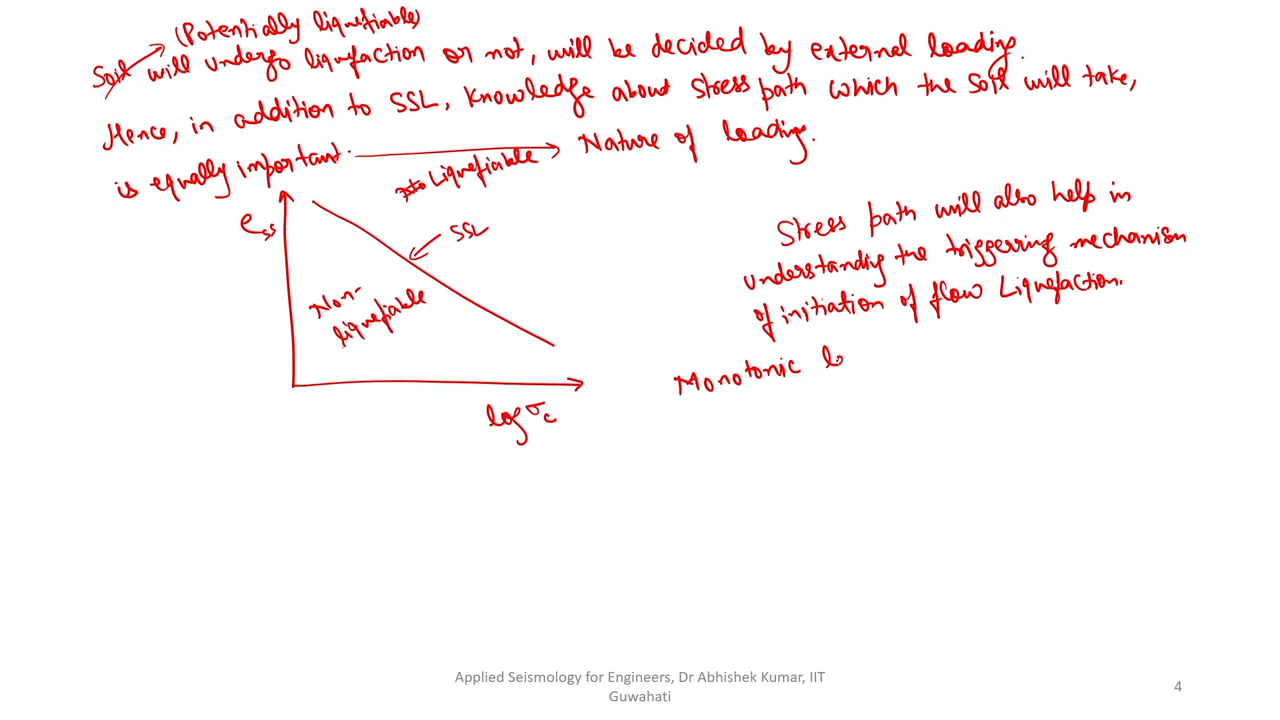 (Potentially liquefiable)
Soil will undergo liquefaction or not, will be decided by external loading.
Hence, in addition to SSL, knowledge about stress path which the soil will take,
is equally important. Nature of loading.
Liquefiable
e_ss
SSL
Non-
liquefiable
log σ_c
Stress path will also help in
understanding the triggering mechanism
of initiation of flow Liquefaction.
Monotonic lo
Applied Seismology for Engineers, Dr Abhishek Kumar, IIT
Guwahati
4